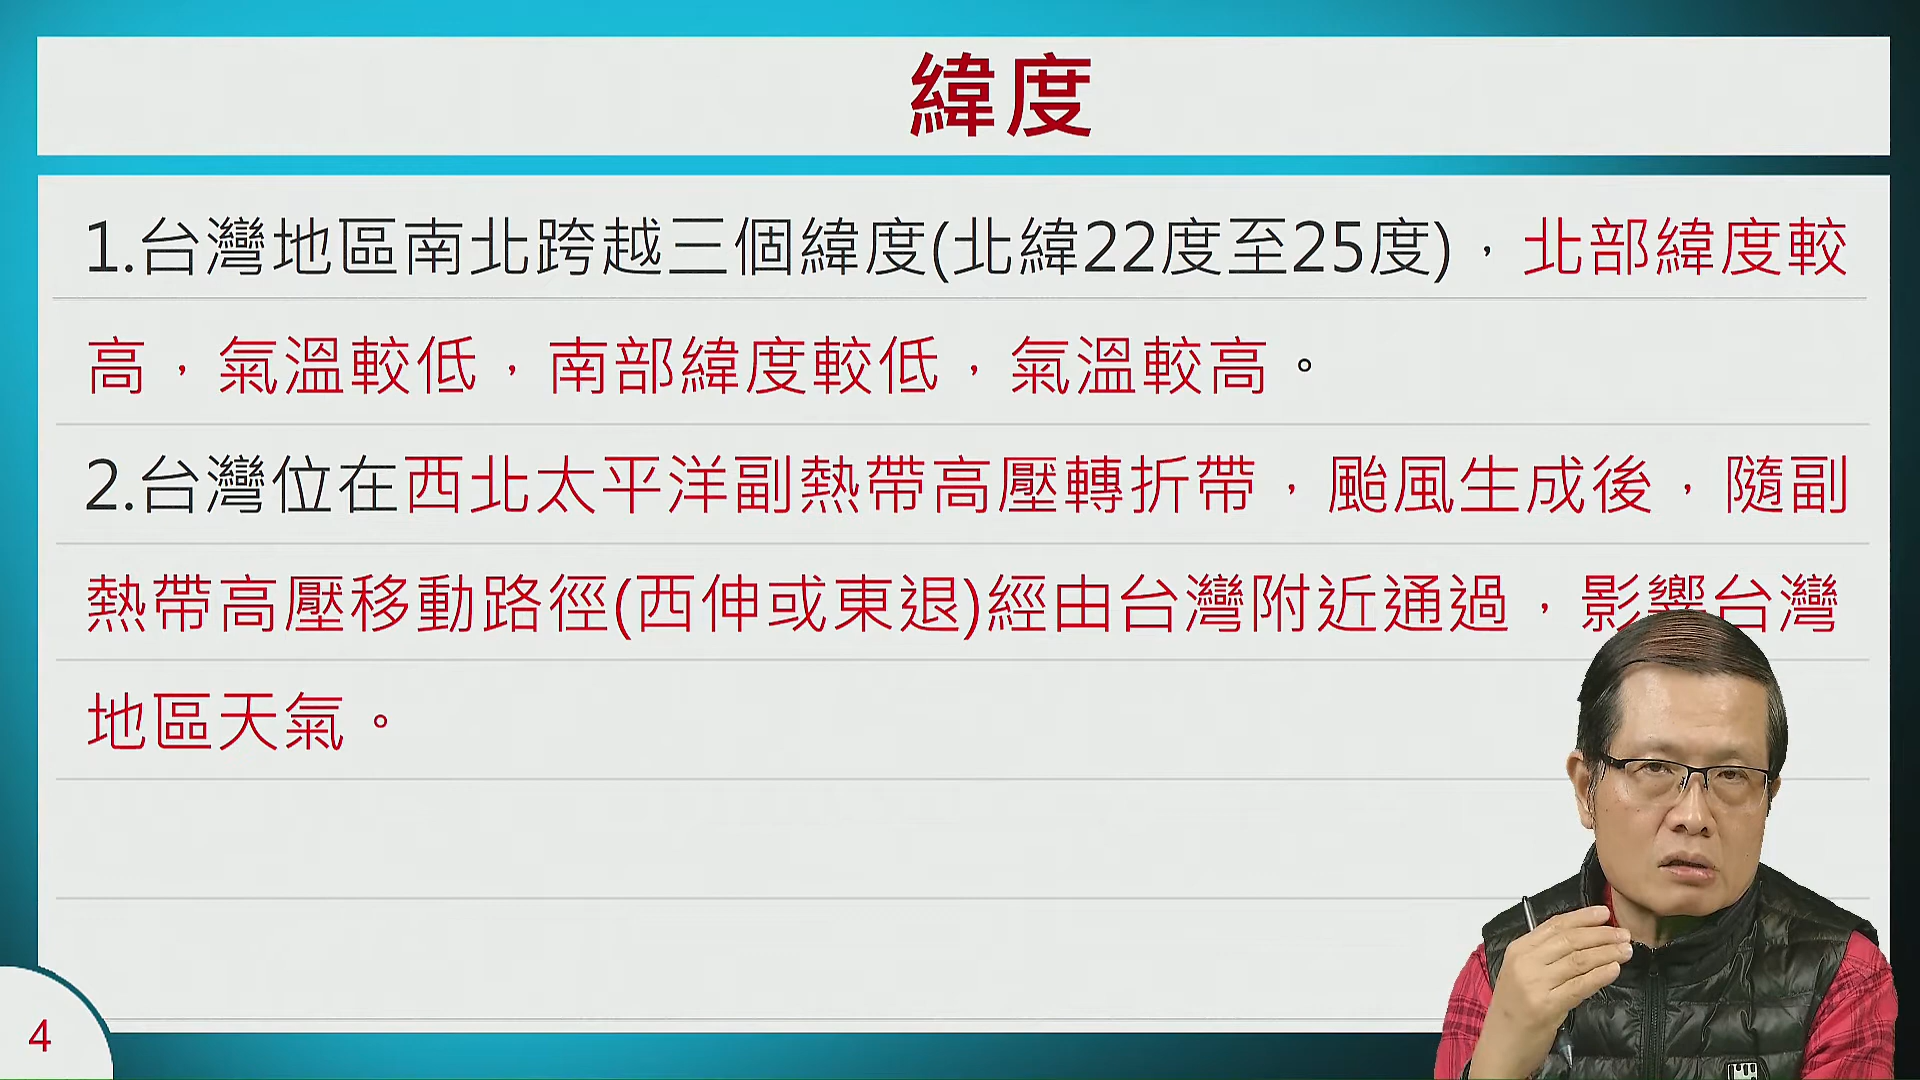 緯度
1.台灣地區南北跨越三個緯度(北緯22度至25度)，北部緯度較
高，氣溫較低，南部緯度較低，氣溫較高。
2.台灣位在西北太平洋副熱帶高壓轉折帶，颱風生成後，隨副
熱帶高壓移動路徑(西伸或東退)經由台灣附近通過，影響台灣
地區天氣。
4